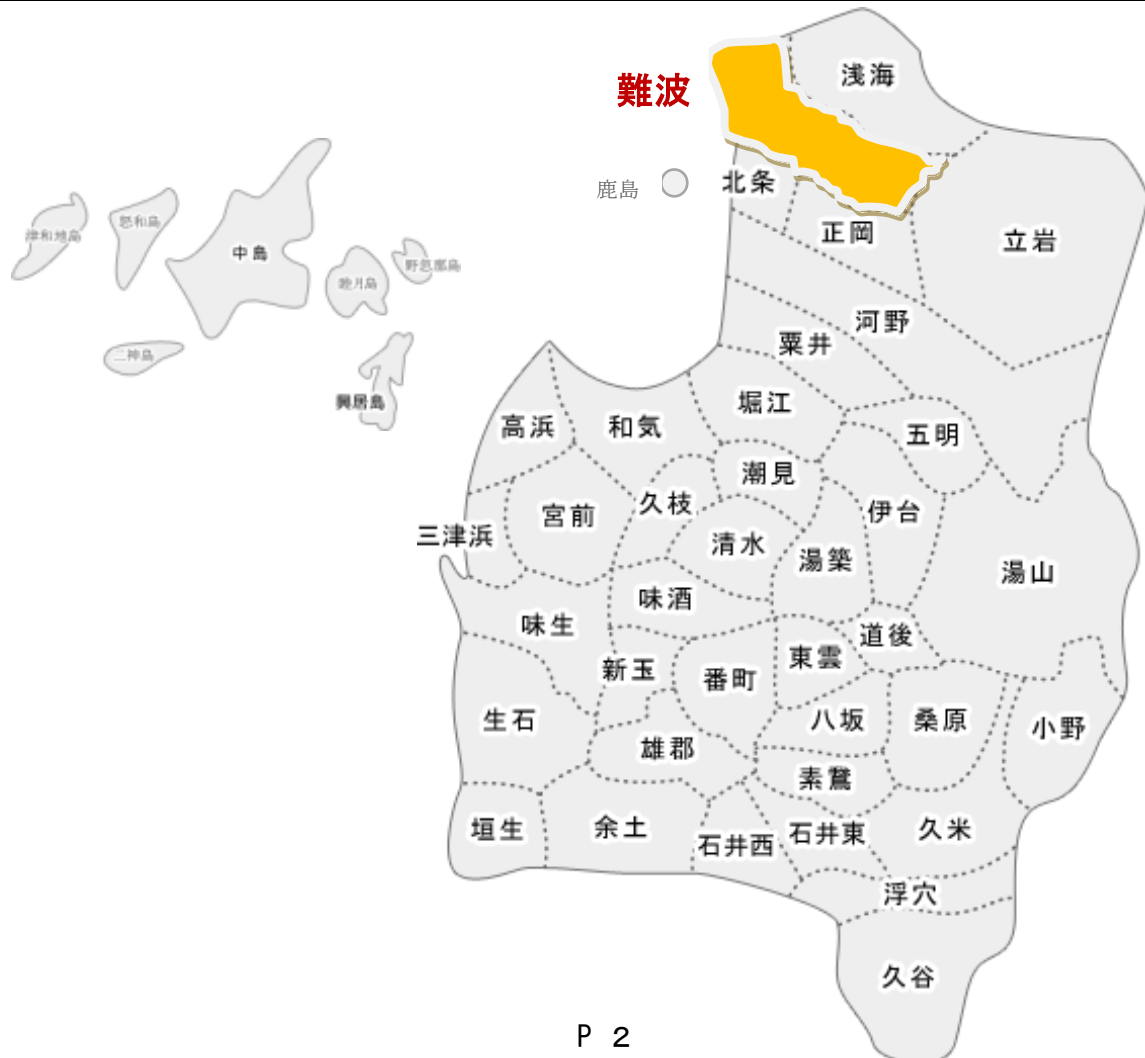 浅海
難波
北条
鹿島
正岡
立岩
津和地島
怒和島
中島
睦月島
野忽那島
二神島
興居島
河野
粟井
堀江
高浜
和気
五明
潮見
久枝
宮前
伊台
三津浜
清水
湯築
湯山
味酒
味生
道後
東雲
新玉
番町
生石
八坂
桑原
小野
雄郡
素鵞
垣生
余土
石井西
石井東
久米
浮穴
久谷
P 2